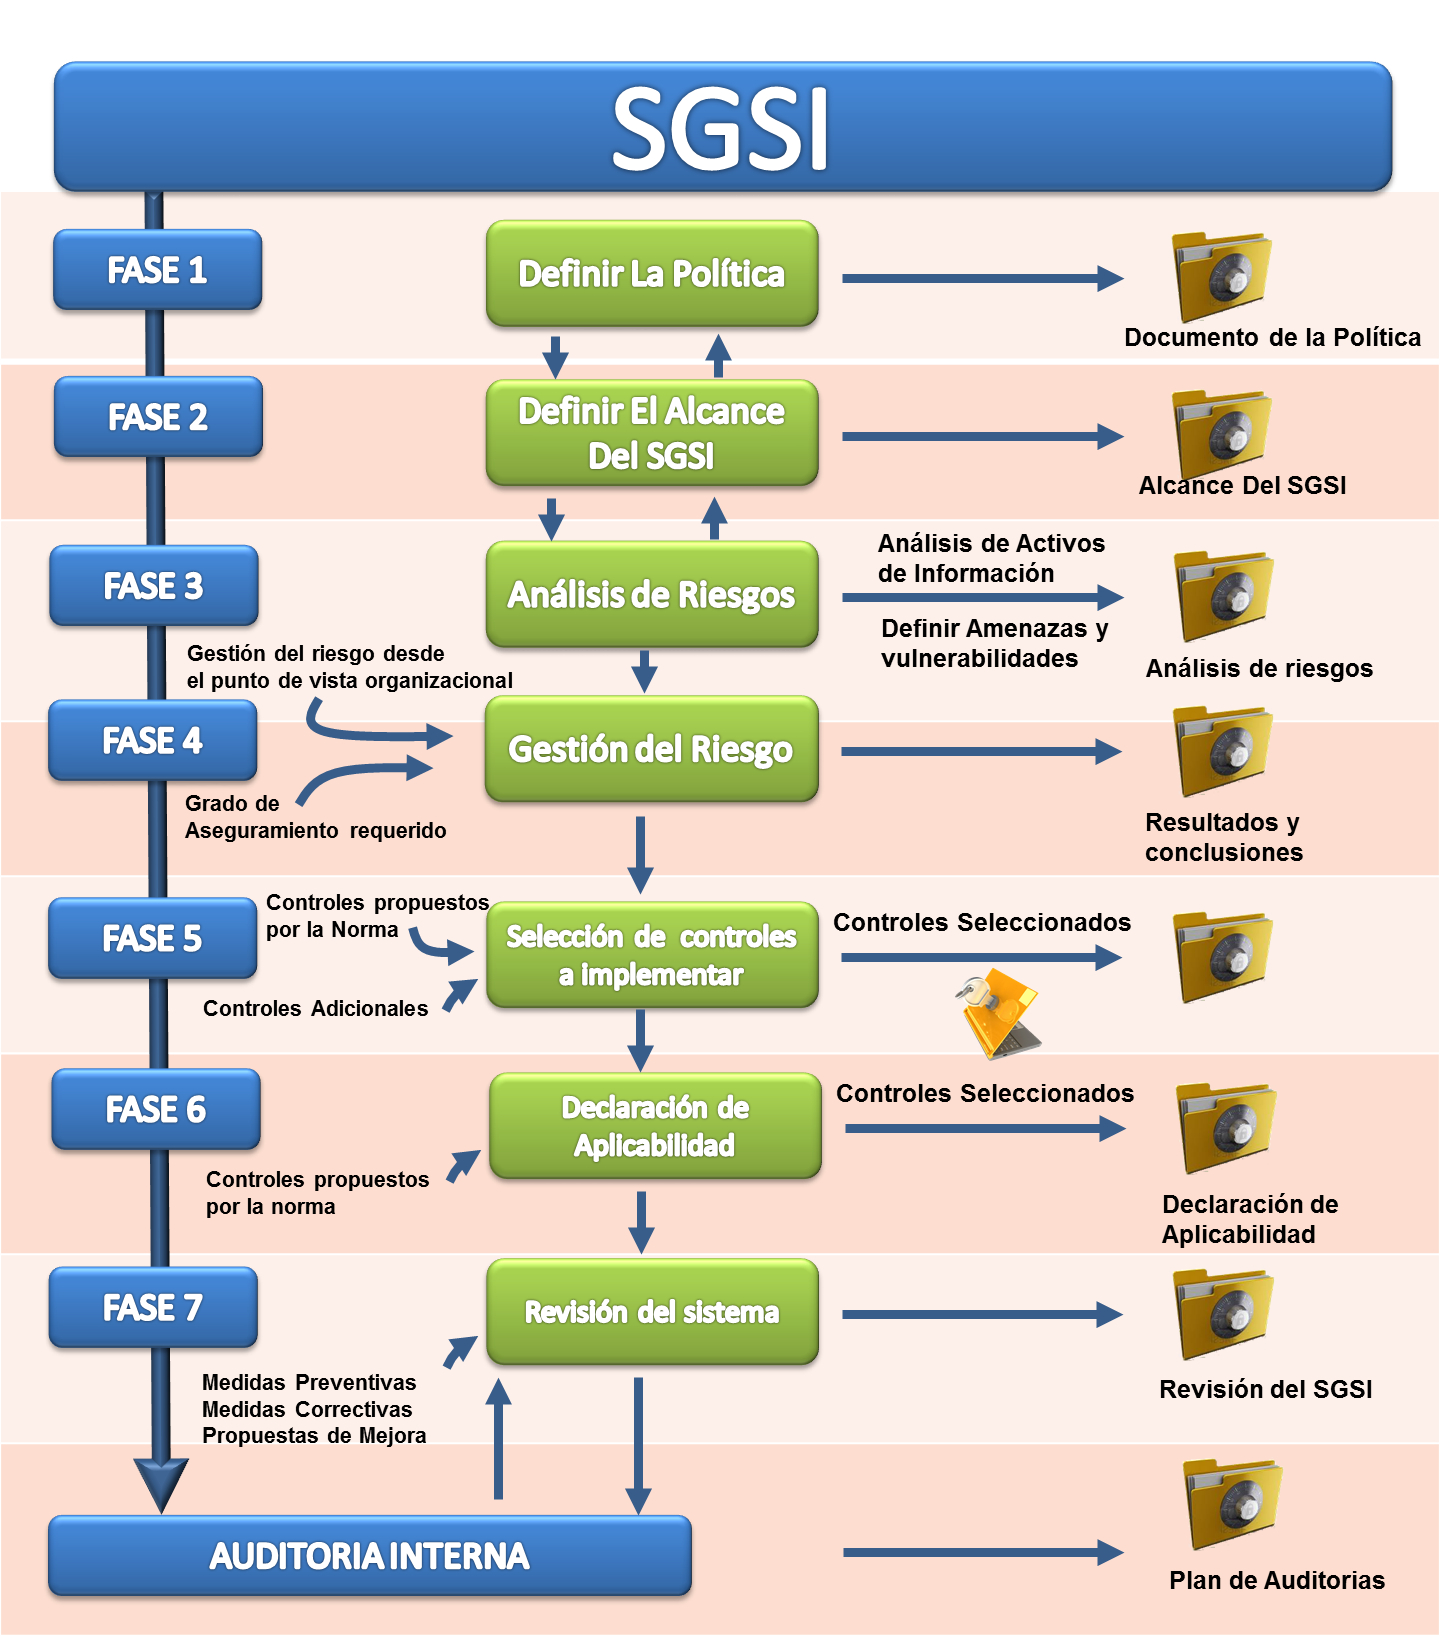 SGSI
FASE 1
Definir La Política
Documento de la Política
FASE 2
Definir El Alcance
Del SGSI
Alcance Del SGSI
FASE 3
Análisis de Riesgos
Análisis de Activos
de Información
Definir Amenazas y
vulnerabilidades
Análisis de riesgos
Gestión del riesgo desde
el punto de vista organizacional
FASE 4
Grado de
Aseguramiento requerido
Gestión del Riesgo
Resultados y
conclusiones
FASE 5
Controles propuestos
por la Norma
Controles Adicionales
Selección de controles
a implementar
Controles Seleccionados
FASE 6
Controles propuestos
por la norma
Declaración de
Aplicabilidad
Controles Seleccionados
Declaración de
Aplicabilidad
FASE 7
Medidas Preventivas
Medidas Correctivas
Propuestas de Mejora
Revisión del sistema
Revisión del SGSI
AUDITORIA INTERNA
Plan de Auditorias